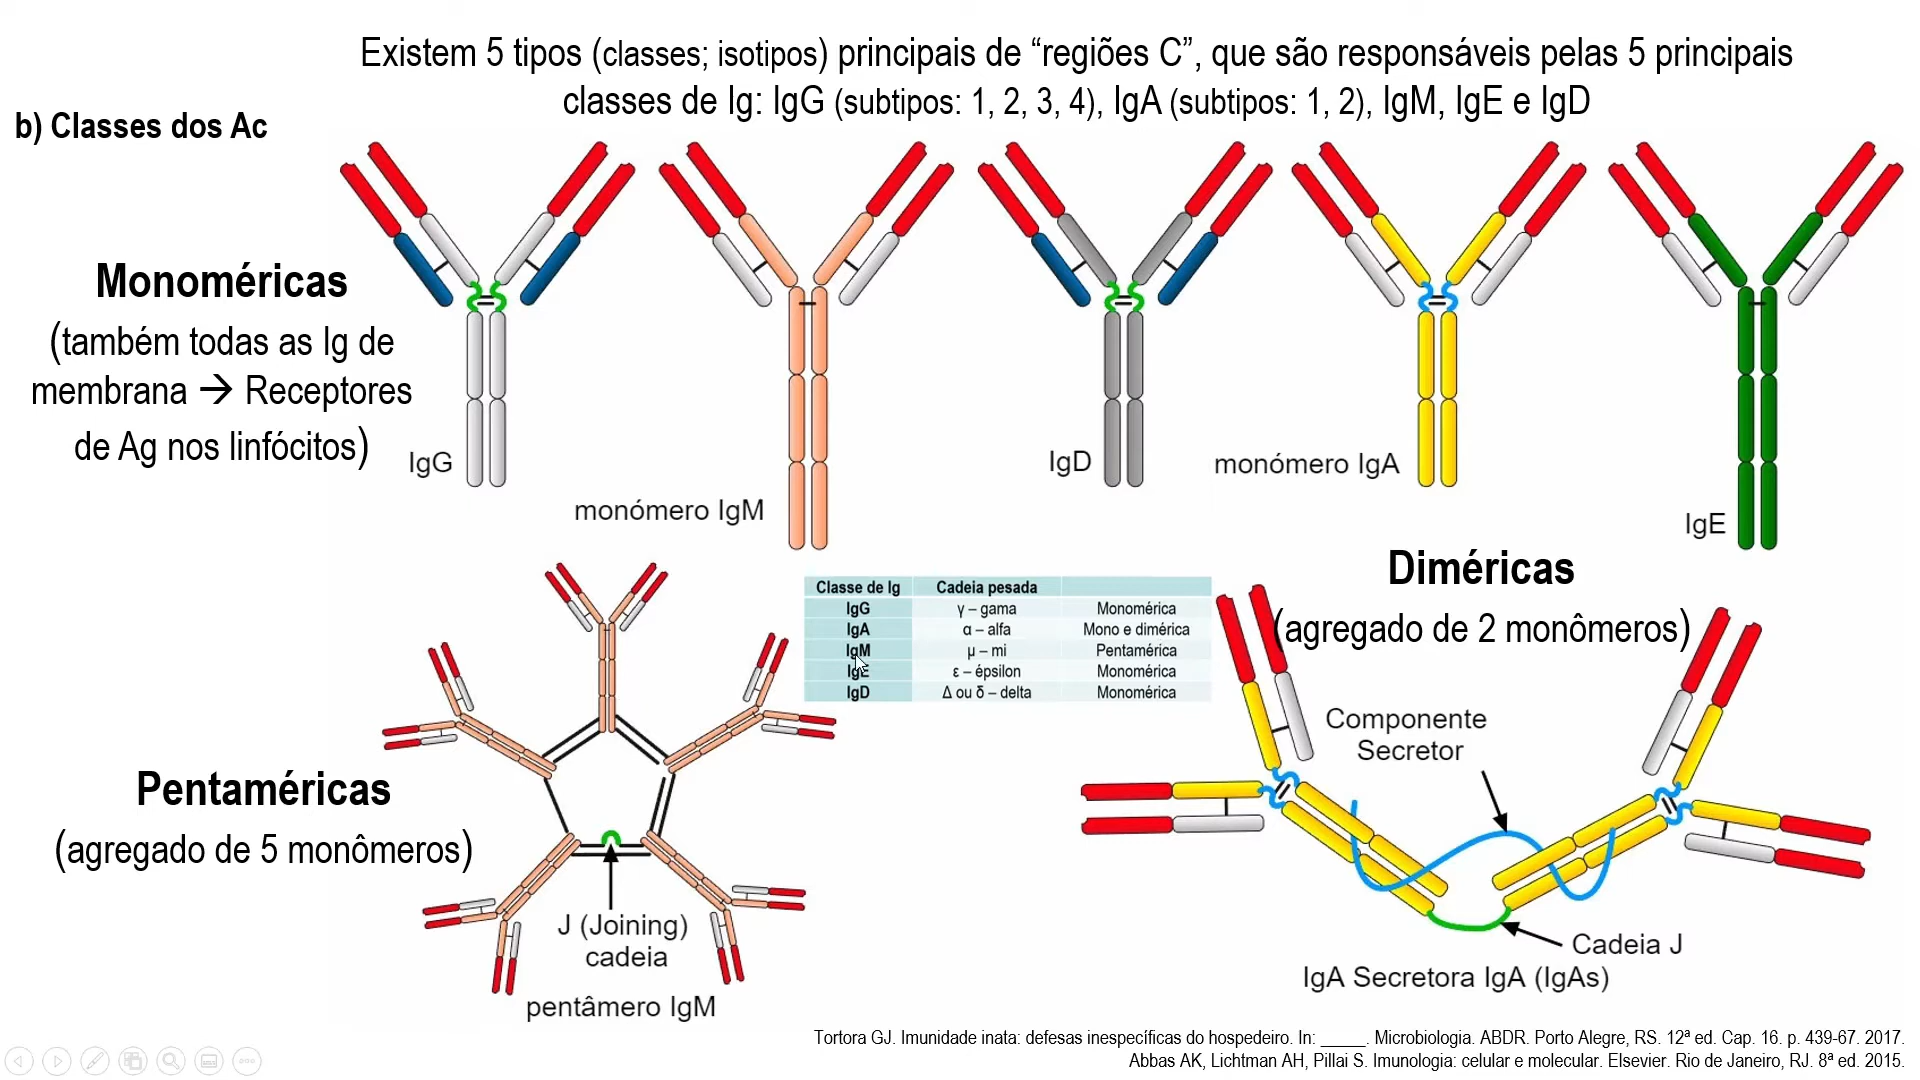 Existem 5 tipos (classes; isotipos) principais de “regiões C”, que são responsáveis pelas 5 principais
classes de Ig: IgG (subtipos: 1, 2, 3, 4), IgA (subtipos: 1, 2), IgM, IgE e IgD
b) Classes dos Ac
Monoméricas
(também todas as Ig de
membrana → Receptores
de Ag nos linfócitos)
IgG
monómero IgM
IgD
monómero IgA
IgE
Classe de Ig Cadeia pesada
IgG γ – gama Monomérica
IgA α – alfa Mono e dimérica
IgM μ – mi Pentamérica
IgE ε – épsilon Monomérica
IgD Δ ou δ – delta Monomérica
Diméricas
(agregado de 2 monômeros)
Componente
Secretor
Cadeia J
IgA Secretora IgA (IgAs)
Pentaméricas
(agregado de 5 monômeros)
J (Joining)
cadeia
pentâmero IgM
Tortora GJ. Imunidade inata: defesas inespecíficas do hospedeiro. In: _____. Microbiologia. ABDR. Porto Alegre, RS. 12ª ed. Cap. 16. p. 439-67. 2017.
Abbas AK, Lichtman AH, Pillai S. Imunologia: celular e molecular. Elsevier. Rio de Janeiro, RJ. 8ª ed. 2015.